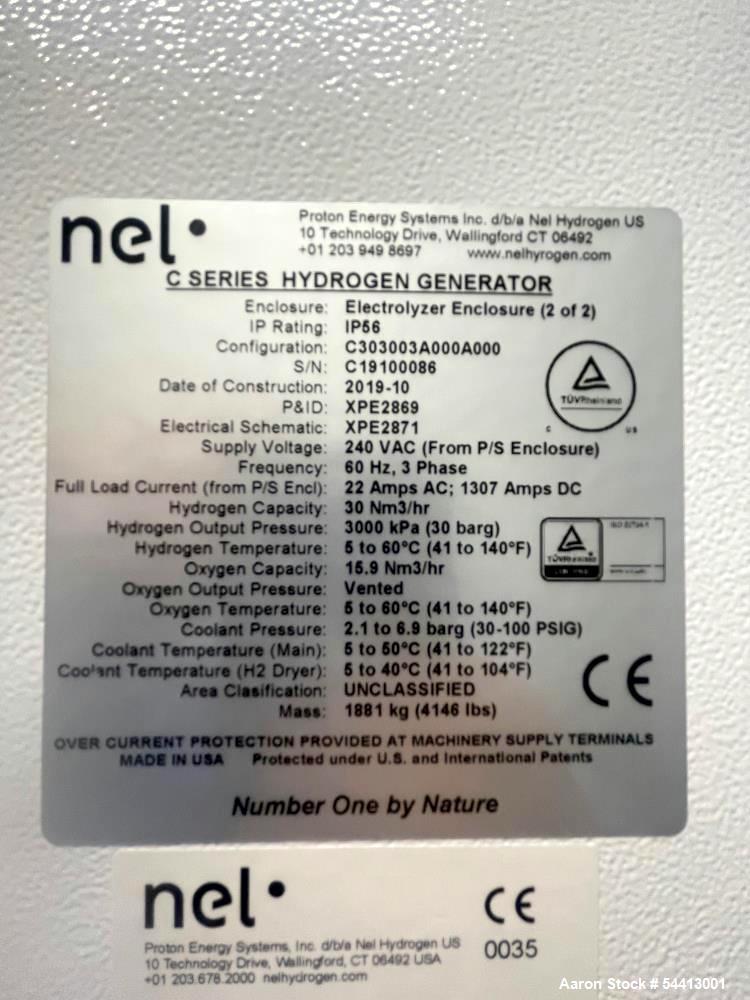 nel•
Proton Energy Systems Inc. d/b/a Nel Hydrogen US
10 Technology Drive, Wallingford CT 06492
+01 203 949 8697 www.nelhyrogen.com
C SERIES HYDROGEN GENERATOR
Enclosure: Electrolyzer Enclosure (2 of 2)
IP Rating: IP56
Configuration: C303003A000A000
S/N: C19100086
Date of Construction: 2019-10
P&ID: XPE2869
Electrical Schematic: XPE2871
Supply Voltage: 240 VAC (From P/S Enclosure)
Frequency: 60 Hz, 3 Phase
Full Load Current (from P/S Encl): 22 Amps AC; 1307 Amps DC
Hydrogen Capacity: 30 Nm3/hr
Hydrogen Output Pressure: 3000 kPa (30 barg)
Hydrogen Temperature: 5 to 60°C (41 to 140°F)
Oxygen Capacity: 15.9 Nm3/hr
Oxygen Output Pressure: Vented
Oxygen Temperature: 5 to 60°C (41 to 140°F)
Coolant Pressure: 2.1 to 6.9 barg (30-100 PSIG)
Coolant Temperature (Main): 5 to 50°C (41 to 122°F)
Coolant Temperature (H2 Dryer): 5 to 40°C (41 to 104°F)
Area Clasification: UNCLASSIFIED
Mass: 1881 kg (4146 lbs)
TÜVRheinland
C US
TÜVRheinland
CE
OVER CURRENT PROTECTION PROVIDED AT MACHINERY SUPPLY TERMINALS
MADE IN USA Protected under U.S. and International Patents
Number One by Nature
nel•
CE
0035
Proton Energy Systems, Inc. d/b/a Nel Hydrogen US
10 Technology Drive, Wallingford, CT 06492 USA
+01 203.678.2000 nelhydrogen.com
Aaron Stock # 54413001